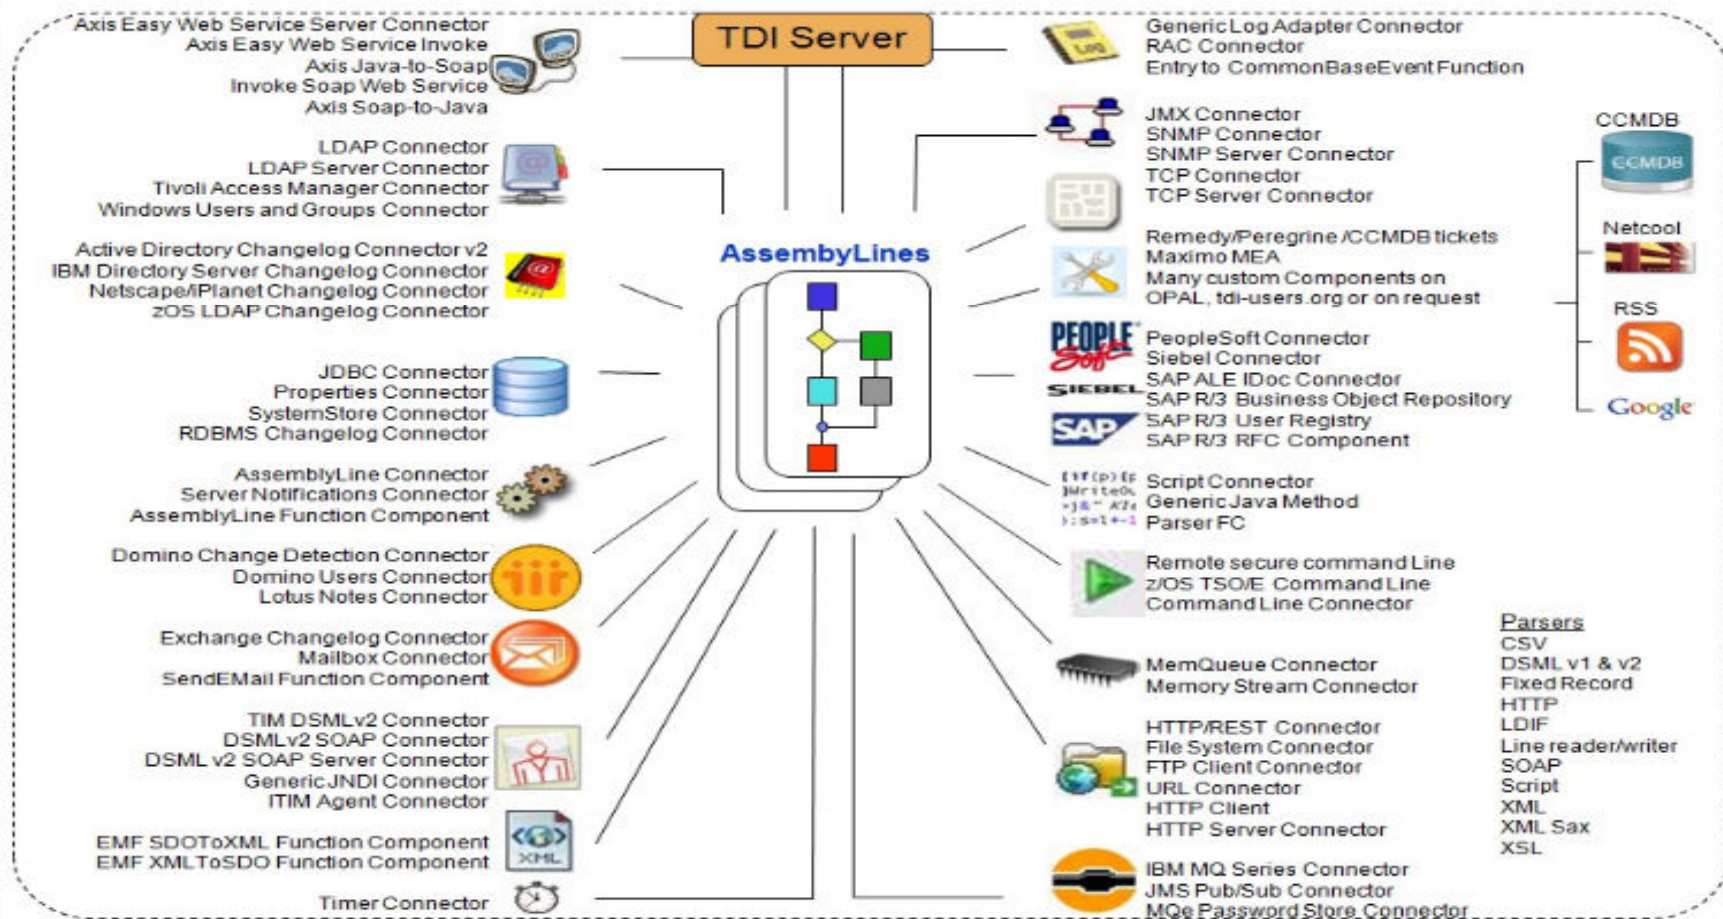 TDI Server
Axis Easy Web Service Server Connector
Axis Easy Web Service Invoke
Axis Java-to-Soap
Invoke Soap Web Service
Axis Soap-to-Java
LDAP Connector
LDAP Server Connector
Tivoli Access Manager Connector
Windows Users and Groups Connector
Active Directory Changelog Connector v2
IBM Directory Server Changelog Connector
Netscape/iPlanet Changelog Connector
zOS LDAP Changelog Connector
JDBC Connector
Properties Connector
SystemStore Connector
RDBMS Changelog Connector
AssemblyLine Connector
Server Notifications Connector
AssemblyLine Function Component
Domino Change Detection Connector
Domino Users Connector
Lotus Notes Connector
Exchange Changelog Connector
Mailbox Connector
SendEMail Function Component
TIM DSMLv2 Connector
DSMLv2 SOAP Connector
DSML v2 SOAP Server Connector
Generic JNDI Connector
ITIM Agent Connector
EMF SDOToXML Function Component
EMF XMLToSDO Function Component
XML
Timer Connector
AssembyLines
Log
Generic Log Adapter Connector
RAC Connector
Entry to CommonBaseEvent Function
JMX Connector
SNMP Connector
SNMP Server Connector
TCP Connector
TCP Server Connector
Remedy/Peregrine /CCMDB tickets
Maximo MEA
Many custom Components on
OPAL, tdi-users.org or on request
PEOPLE
Soft
SIEBEL
SAP
PeopleSoft Connector
Siebel Connector
SAP ALE IDoc Connector
SAP R/3 Business Object Repository
SAP R/3 User Registry
SAP R/3 RFC Component
Script Connector
Generic Java Method
Parser FC
Remote secure command Line
z/OS TSO/E Command Line
Command Line Connector
MemQueue Connector
Memory Stream Connector
HTTP/REST Connector
File System Connector
FTP Client Connector
URL Connector
HTTP Client
HTTP Server Connector
IBM MQ Series Connector
JMS Pub/Sub Connector
MQe Password Store Connector
CCMDB
CCMDB
Netcool
RSS
Google
Parsers
CSV
DSML v1 & v2
Fixed Record
HTTP
LDIF
Line reader/writer
SOAP
Script
XML
XML Sax
XSL